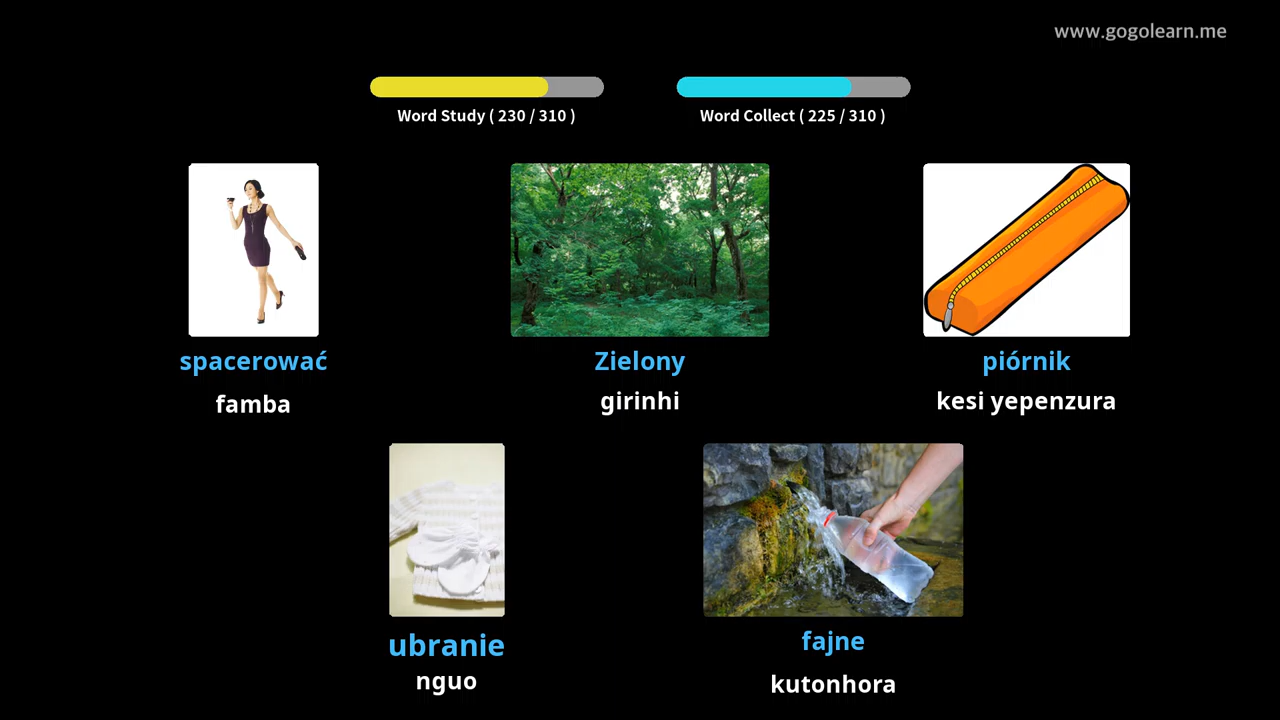 www.gogolearn.me
Word Study ( 230 / 310 )
Word Collect ( 225 / 310 )
spacerować
famba
Zielony
girinhi
piórnik
kesi yepenzura
ubranie
nguo
fajne
kutonhora